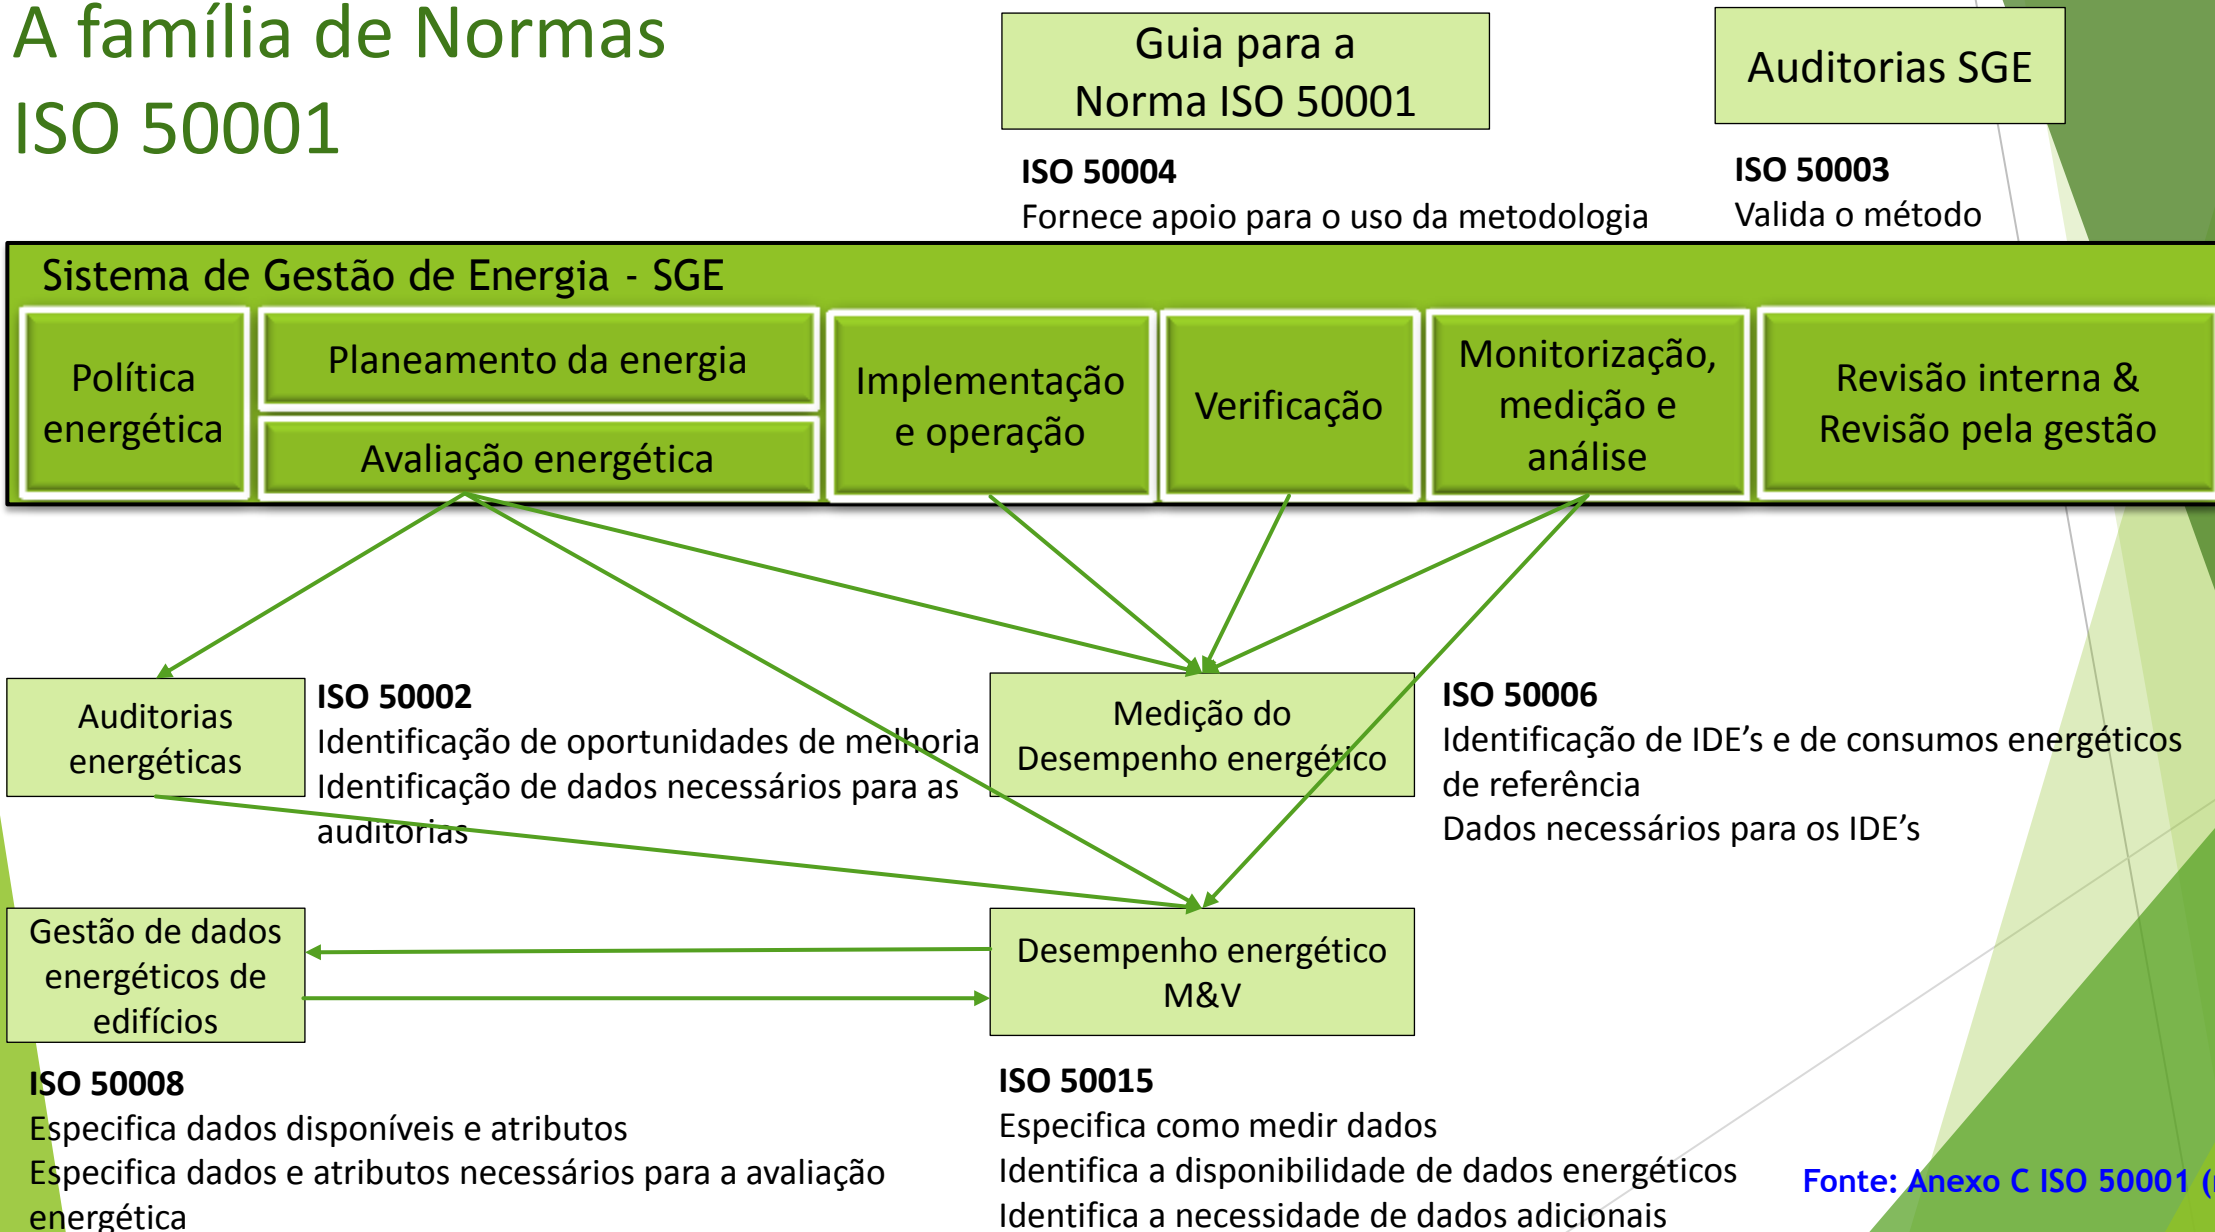 A família de Normas
ISO 50001
Guia para a
Norma ISO 50001
Auditorias SGE
ISO 50004
Fornece apoio para o uso da metodologia
ISO 50003
Valida o método
Sistema de Gestão de Energia - SGE
Política
energética
Planeamento da energia
Avaliação energética
Implementação
e operação
Verificação
Monitorização,
medição e
análise
Revisão interna &
Revisão pela gestão
Auditorias
energéticas
ISO 50002
Identificação de oportunidades de melhoria
Identificação de dados necessários para as
auditorias
Medição do
Desempenho energético
ISO 50006
Identificação de IDE's e de consumos energéticos
de referência
Dados necessários para os IDE's
Gestão de dados
energéticos de
edifícios
Desempenho energético
M&V
ISO 50008
Especifica dados disponíveis e atributos
Especifica dados e atributos necessários para a avaliação
energética
ISO 50015
Especifica como medir dados
Identifica a disponibilidade de dados energéticos
Identifica a necessidade de dados adicionais
Fonte: Anexo C ISO 50001